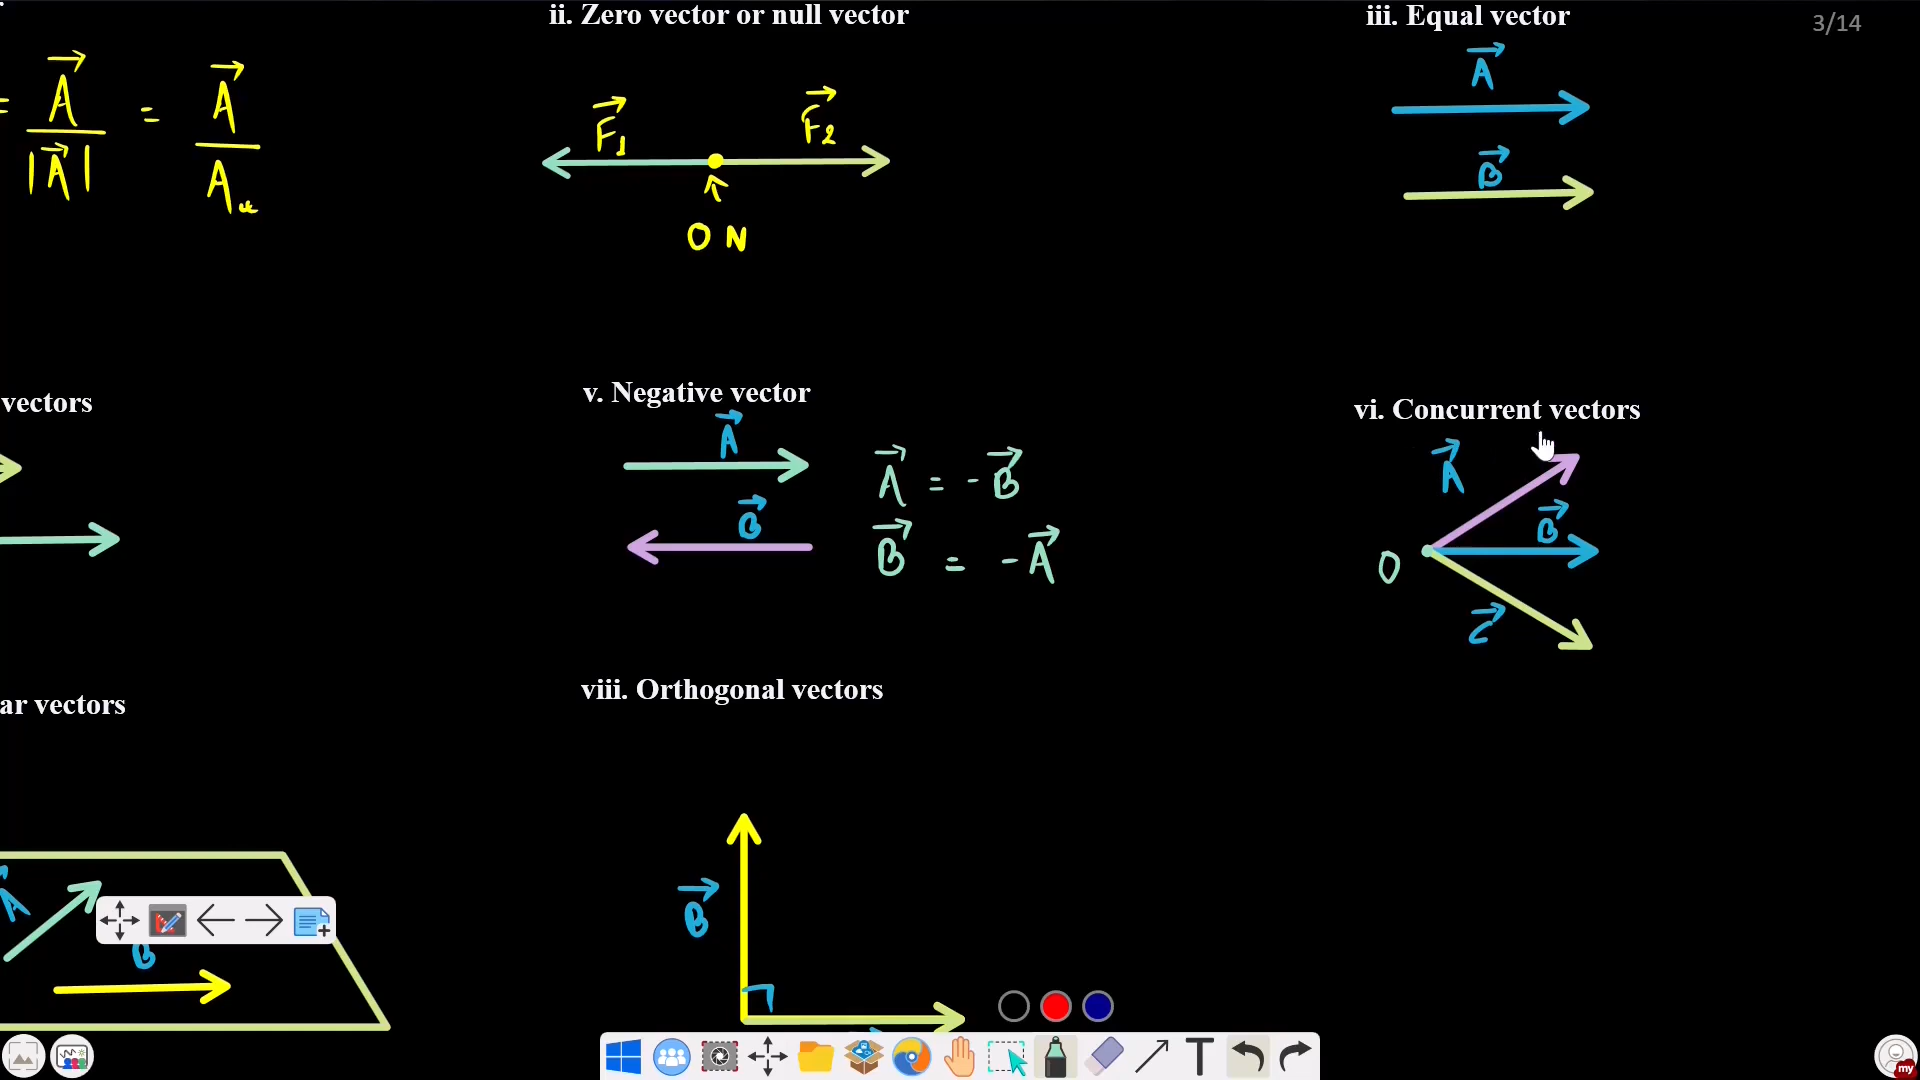 ii. Zero vector or null vector
iii. Equal vector
3/14
= A⃗ / |A⃗| = A⃗ / A
F⃗₁
F⃗₂
A⃗
B⃗
O N
vectors
v. Negative vector
vi. Concurrent vectors
A⃗
B⃗
A⃗ = -B⃗
B⃗ = -A⃗
A⃗
B⃗
C⃗
O
ar vectors
viii. Orthogonal vectors
A⃗
B
B⃗
T
my